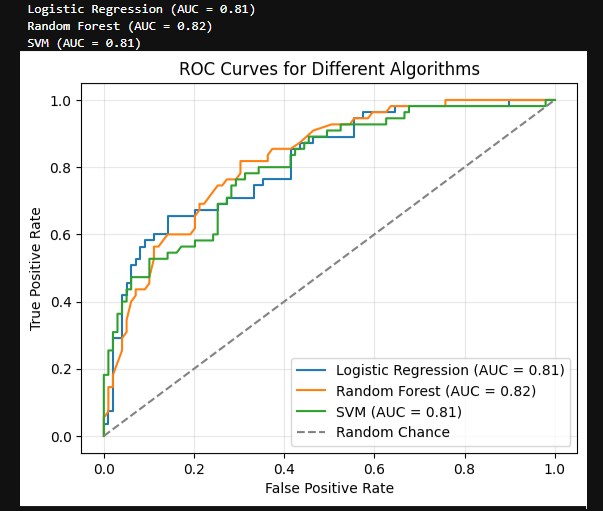 Logistic Regression (AUC = 0.81)
Random Forest (AUC = 0.82)
SVM (AUC = 0.81)
ROC Curves for Different Algorithms
True Positive Rate
1.0
0.8
0.6
0.4
0.2
0.0
Logistic Regression (AUC = 0.81)
Random Forest (AUC = 0.82)
SVM (AUC = 0.81)
Random Chance
0.0 0.2 0.4 0.6 0.8 1.0
False Positive Rate